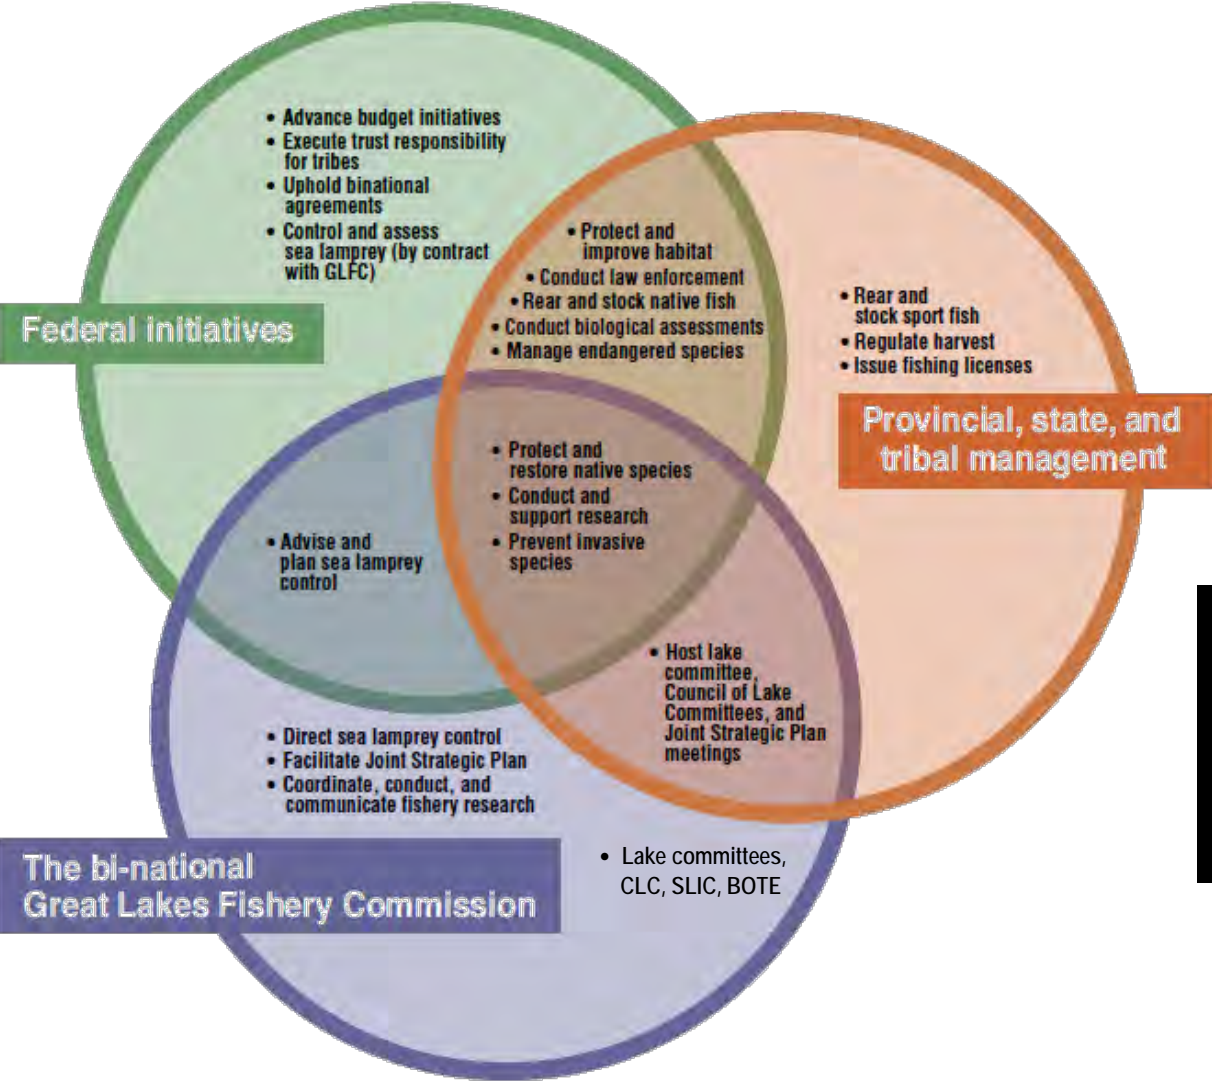 • Advance budget initiatives
• Execute trust responsibility
for tribes
• Uphold binational
agreements
• Control and assess
sea lamprey (by contract
with GLFC)
Federal initiatives
• Protect and
improve habitat
• Conduct law enforcement
• Rear and stock native fish
• Conduct biological assessments
• Manage endangered species
• Rear and
stock sport fish
• Regulate harvest
• Issue fishing licenses
Provincial, state, and
tribal management
• Protect and
restore native species
• Conduct and
support research
• Prevent invasive
species
• Advise and
plan sea lamprey
control
• Host lake
committee,
Council of Lake
Committees, and
Joint Strategic Plan
meetings
• Direct sea lamprey control
• Facilitate Joint Strategic Plan
• Coordinate, conduct, and
communicate fishery research
The bi-national
Great Lakes Fishery Commission
• Lake committees,
CLC, SLIC, BOTE